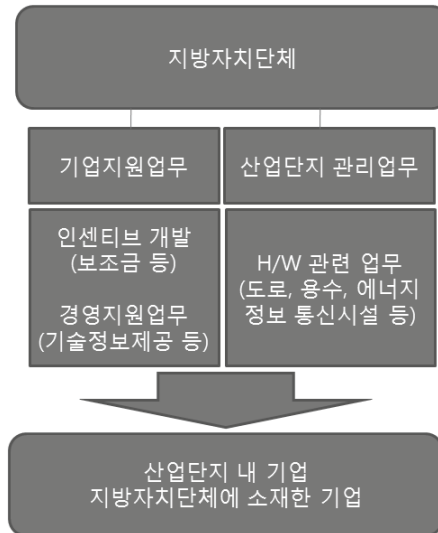 지방자치단체
기업지원업무
산업단지 관리업무
인센티브 개발
(보조금 등)
경영지원업무
(기술정보제공 등)
H/W 관련 업무
(도로, 용수, 에너지
정보 통신시설 등)
산업단지 내 기업
지방자치단체에 소재한 기업